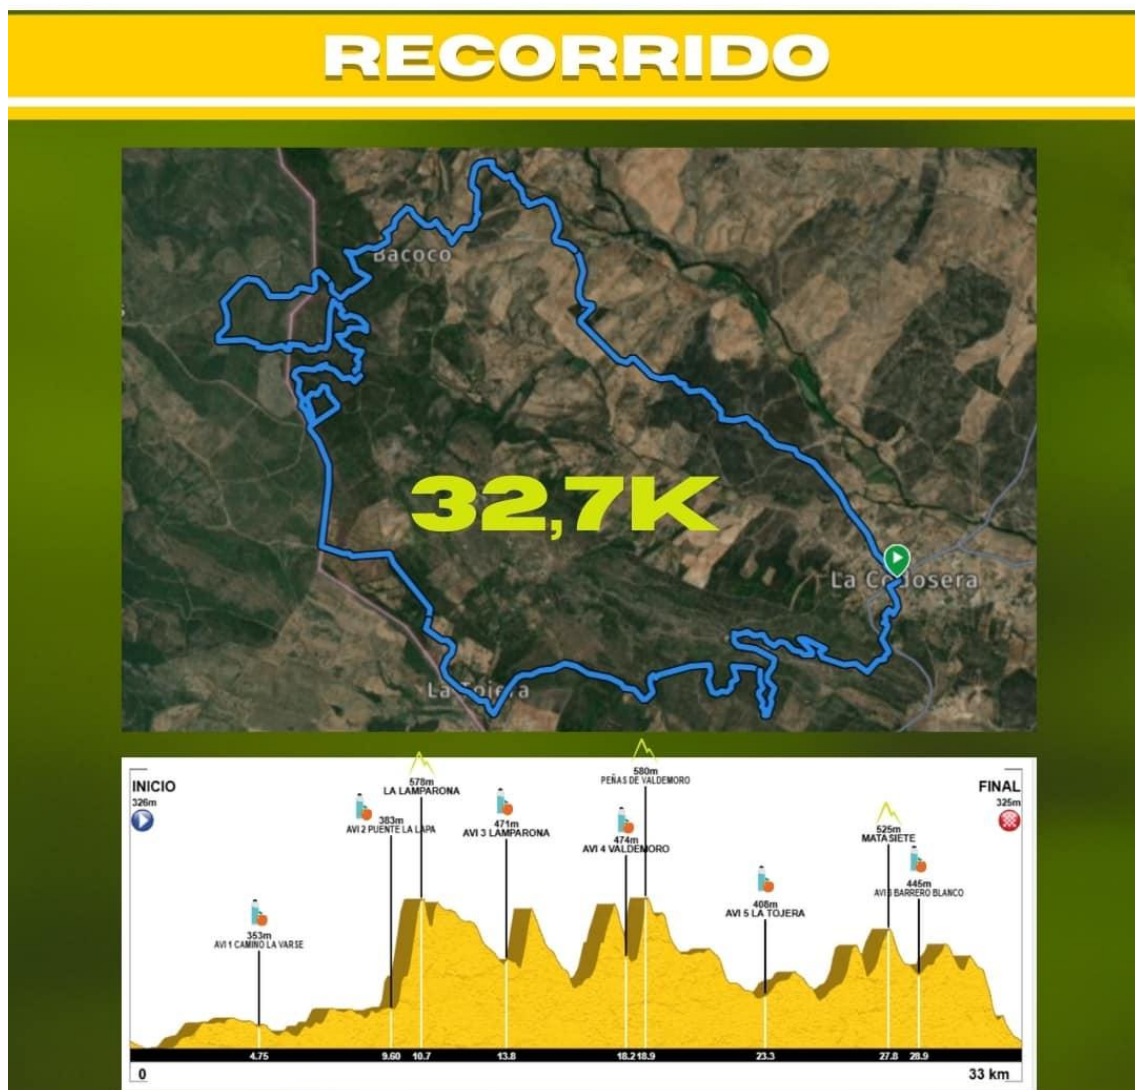 RECORRIDO
Bacoco
32,7K
La Codosera
La Tojera
INICIO
326m
FINAL
325m
578m
LA LAMPARONA
580m
PEÑAS DE VALDEMORO
383m
AVI 2 PUENTE LA LAPA
471m
AVI 3 LAMPARONA
474m
AVI 4 VALDEMORO
525m
MATASIETE
445m
AVI 6 BARRERO BLANCO
408m
AVI 5 LA TOJERA
353m
AVI 1 CAMINO LA VARSE
4.75 9.60 10.7 13.8 18.2 18.9 23.3 27.8 28.9
0 33 km